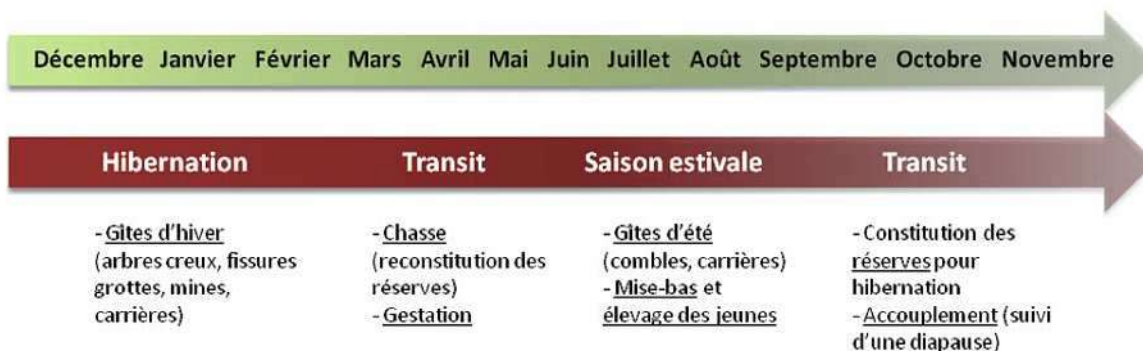 Décembre Janvier Février Mars Avril Mai Juin Juillet Août Septembre Octobre Novembre
Hibernation Transit Saison estivale Transit
- Gîtes d'hiver
(arbres creux, fissures
grottes, mines,
carrières)
- Chasse
(reconstitution des
réserves)
- Gestation
- Gîtes d'été
(combles, carrières)
- Mise-bas et
élevage des jeunes
- Constitution des
réserves pour
hibernation
- Accouplement (suivi
d'une diapause)